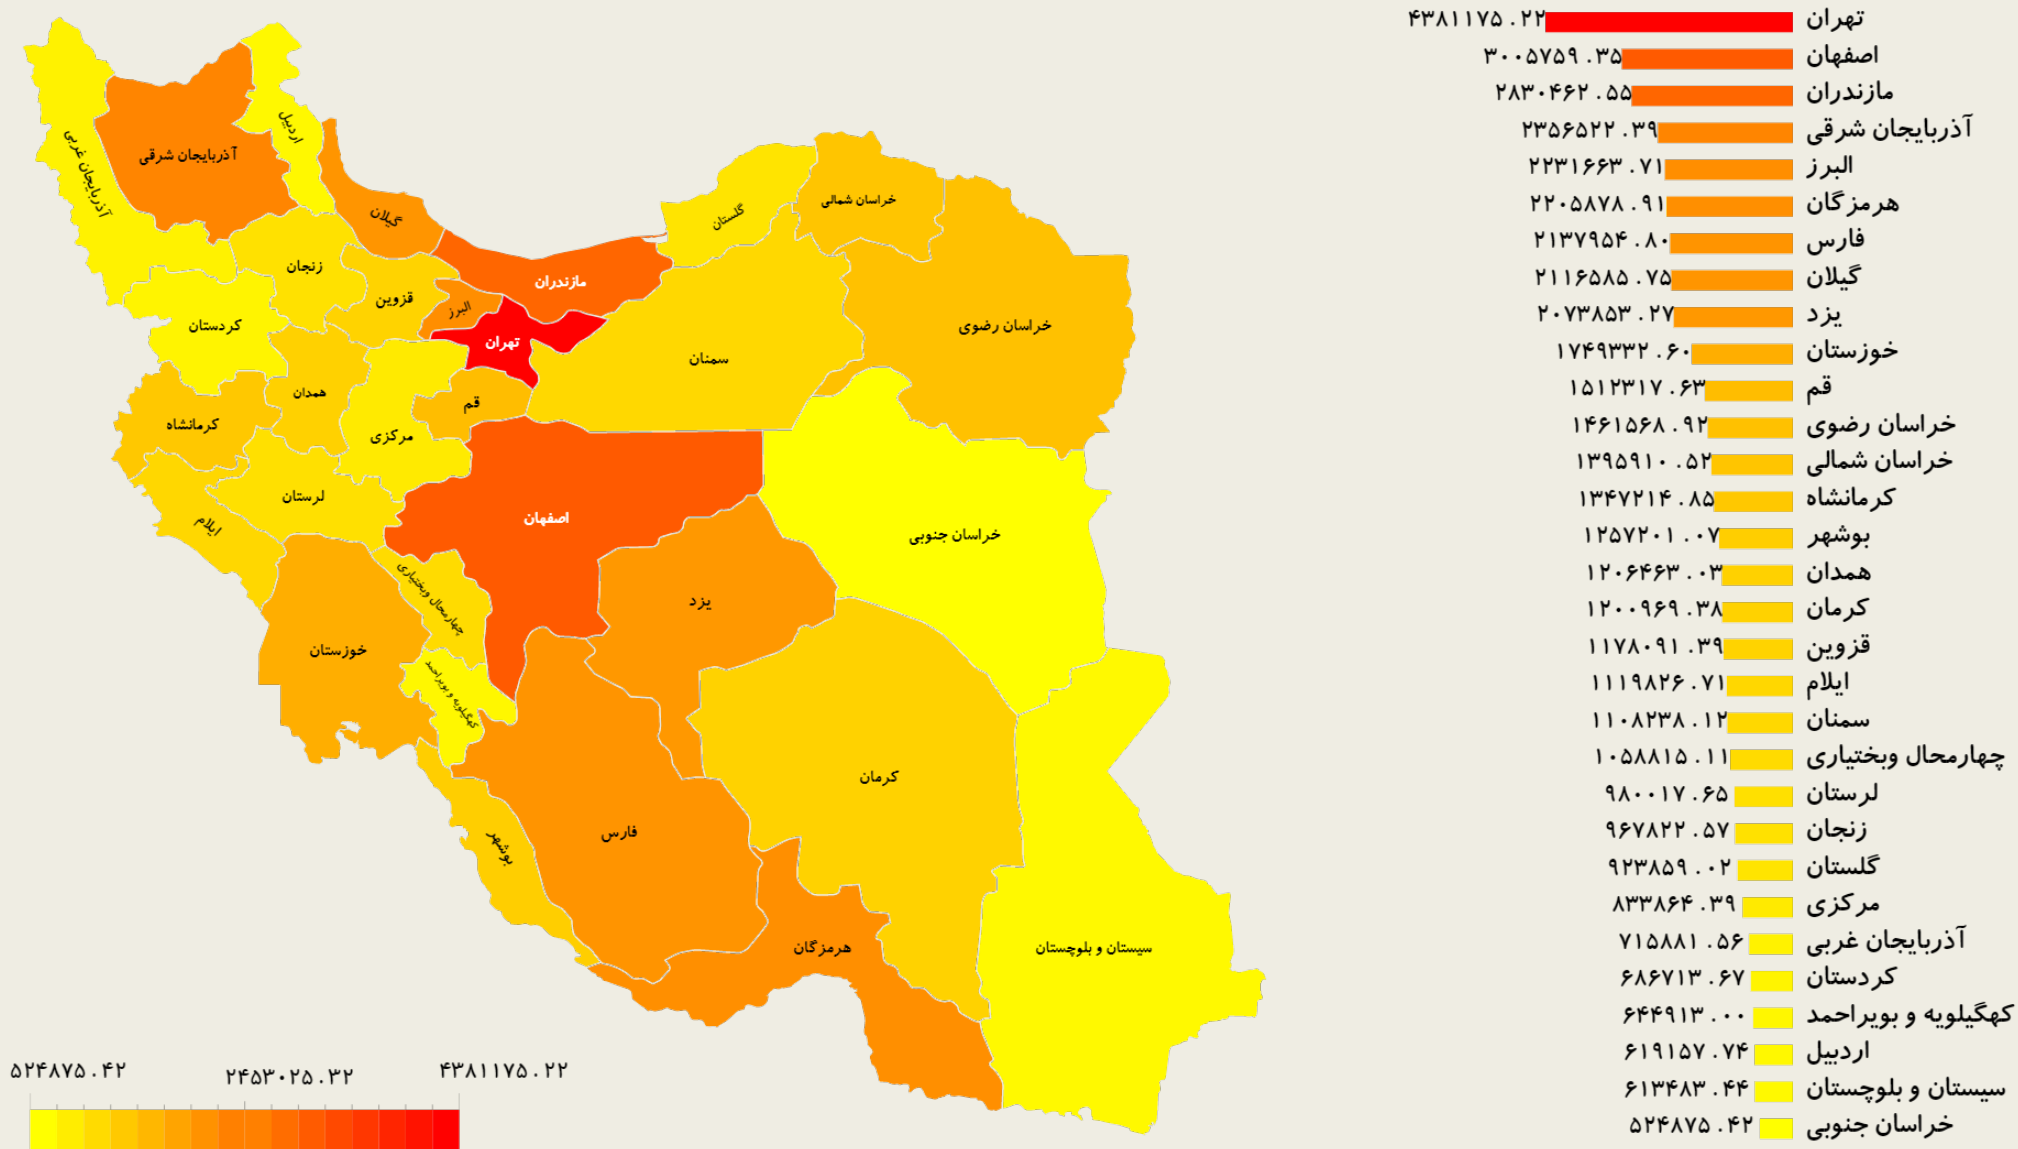 تهران ۴۳۸۱۱۷۵.۲۲
اصفهان ۳۰۰۵۷۵۹.۳۵
مازندران ۲۸۳۰۴۶۲.۵۵
آذربایجان شرقی ۲۳۵۶۵۲۲.۳۹
البرز ۲۲۳۱۶۶۳.۷۱
هرمزگان ۲۲۰۵۸۷۸.۹۱
فارس ۲۱۳۷۹۵۴.۸۰
گیلان ۲۱۱۶۵۸۵.۷۵
یزد ۲۰۷۳۸۵۳.۲۷
خوزستان ۱۷۴۹۳۳۲.۶۰
قم ۱۵۱۲۳۱۷.۶۳
خراسان رضوی ۱۴۶۱۵۶۸.۹۲
خراسان شمالی ۱۳۹۵۹۱۰.۵۲
کرمانشاه ۱۳۴۷۲۱۴.۸۵
بوشهر ۱۲۵۷۲۰۱.۰۷
همدان ۱۲۰۶۴۶۳.۰۳
کرمان ۱۲۰۰۹۶۹.۳۸
قزوین ۱۱۷۸۰۹۱.۳۹
ایلام ۱۱۱۹۸۲۶.۷۱
سمنان ۱۱۰۸۲۳۸.۱۲
چهارمحال وبختیاری ۱۰۵۸۸۱۵.۱۱
لرستان ۹۸۰۰۱۷.۶۵
زنجان ۹۶۷۸۲۲.۵۷
گلستان ۹۲۳۸۵۹.۰۲
مرکزی ۸۳۳۸۶۴.۳۹
آذربایجان غربی ۷۱۵۸۸۱.۵۶
کردستان ۶۸۶۷۱۳.۶۷
کهگیلویه و بویراحمد ۶۴۴۹۱۳.۰۰
اردبیل ۶۱۹۱۵۷.۷۴
سیستان و بلوچستان ۶۱۳۴۸۳.۴۴
خراسان جنوبی ۵۲۴۸۷۵.۴۲
اردبیل
آذربایجان شرقی
آذربایجان غربی
گیلان
خراسان شمالی
گلستان
زنجان
مازندران
قزوین
البرز
کردستان
خراسان رضوی
تهران
سمنان
همدان
قم
کرمانشاه
مرکزی
لرستان
اصفهان
ایلام
خراسان جنوبی
چهارمحال وبختیاری
یزد
خوزستان
کهگیلویه و بویراحمد
کرمان
فارس
بوشهر
هرمزگان
سیستان و بلوچستان
۵۲۴۸۷۵.۴۲
۲۴۵۳۰۲۵.۳۲
۴۳۸۱۱۷۵.۲۲